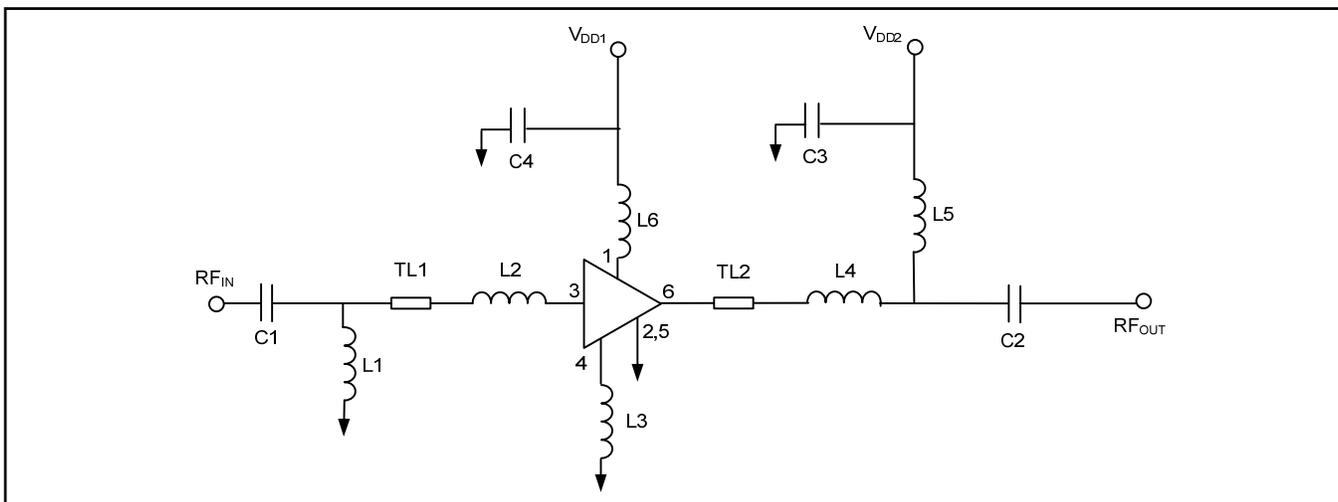 VDD1
VDD2
C4
C3
L6
L5
RFIN
TL1
L2
1
3
6
TL2
L4
C1
L1
4
2,5
L3
C2
RFOUT